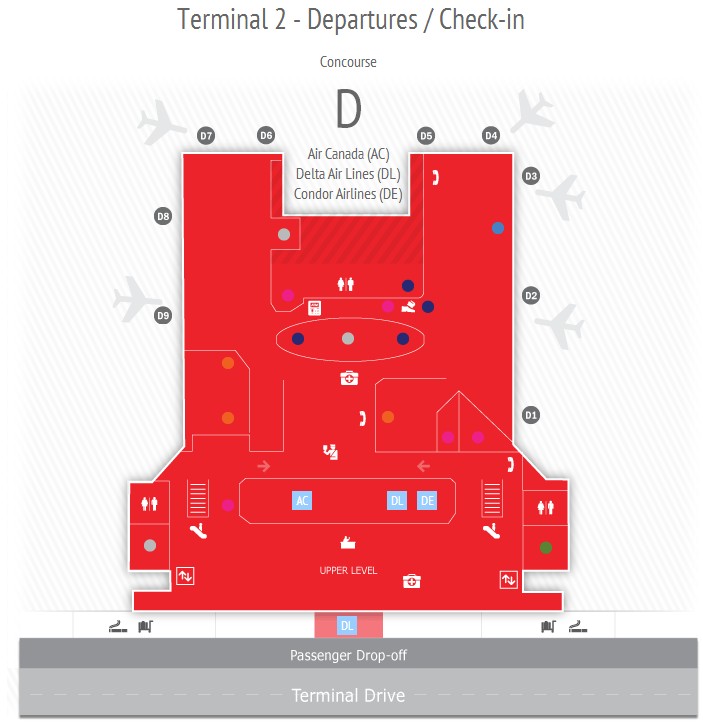 Terminal 2 - Departures / Check-in
Concourse
D
D7
D6
D5
D4
Air Canada (AC)
Delta Air Lines (DL)
Condor Airlines (DE)
D3
D8
D2
D9
D1
AC
DL
DE
UPPER LEVEL
DL
Passenger Drop-off
Terminal Drive